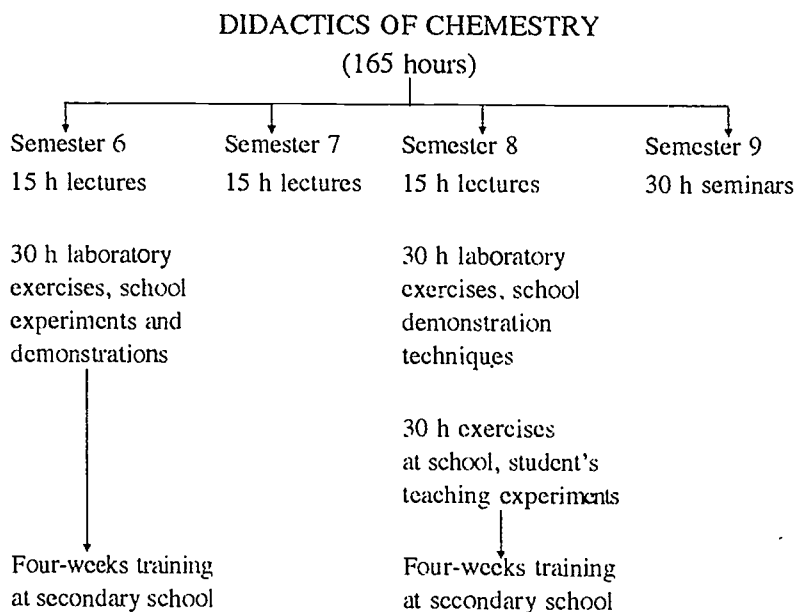 DIDACTICS OF CHEMESTRY
(165 hours)
Semester 6
15 h lectures
30 h laboratory
exercises, school
experiments and
demonstrations
Four-weeks training
at secondary school
Semester 7
15 h lectures
Semester 8
15 h lectures
30 h laboratory
exercises, school
demonstration
techniques
30 h exercises
at school, student's
teaching experiments
Four-weeks training
at secondary school
Semester 9
30 h seminars